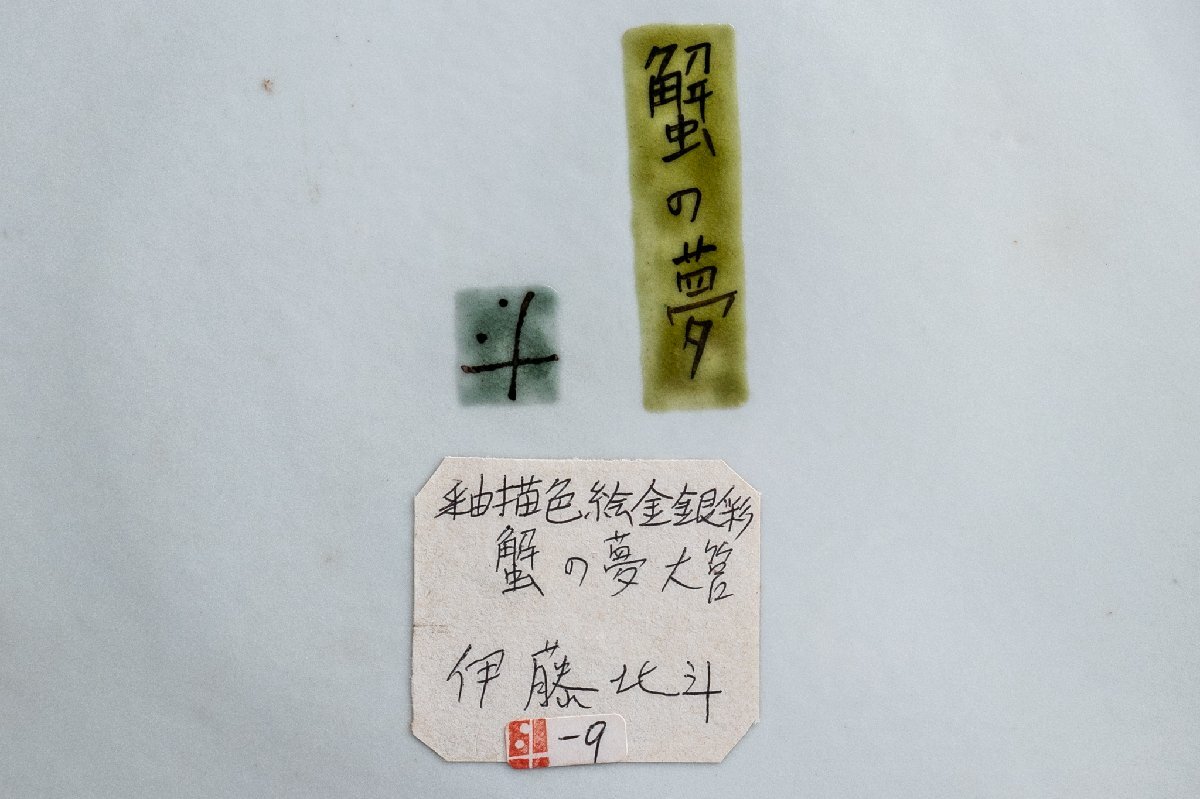 蟹の夢
斗
釉描色絵金銀彩
蟹の夢大筥
伊藤北斗
-9